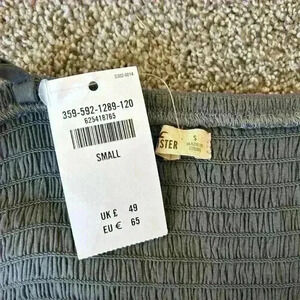 359-592-1289-120
625418765
SMALL
UK £ 49
EU € 65
STER
S